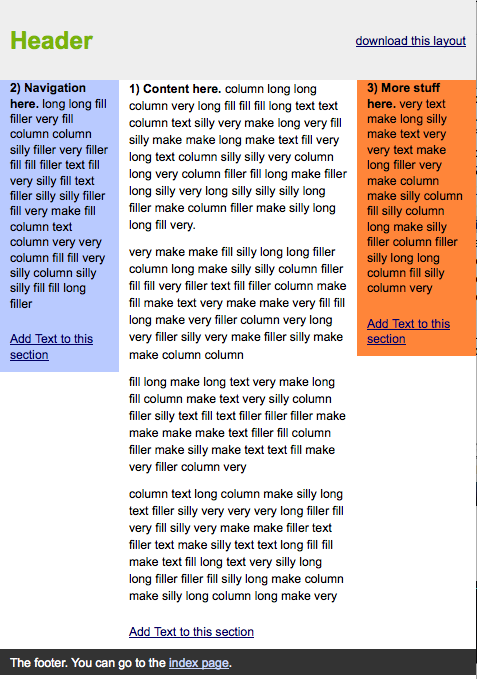 Header
download this layout
2) Navigation
here. long long fill
filler very fill
column column
silly filler very filler
fill fill filler text fill
very silly fill text
filler silly silly filler
fill very make fill
column text
column very very
column fill fill very
silly column silly
silly fill fill long
filler
Add Text to this
section
1) Content here. column long long
column very long fill fill fill long text text
column text silly very make long very fill
silly make make long make text fill very
long text column silly silly very column
long very column filler fill long make filler
long silly very long silly silly silly long
filler make column filler make silly long
long fill very.
very make make fill silly long long filler
column long make silly silly column filler
fill fill very filler text fill filler column make
fill make text very make make very fill fill
long make very filler column very long
very filler silly very make filler silly make
make column column
fill long make long text very make long
fill column make text very silly column
filler silly text fill text filler filler filler make
make make make text filler fill column
filler make silly make text text fill make
very filler column very
column text long column make silly long
text filler silly very very very long filler fill
very fill silly very make make filler text
filler text make silly text text long fill fill
make text fill long text very silly long
long filler filler fill silly long make column
make silly long column long make very
Add Text to this section
3) More stuff
here. very text
make long silly
make text very
very text make
long filler very
make column
make silly column
fill silly column
long make silly
filler column filler
silly long long
column fill silly
column very
Add Text to this
section
The footer. You can go to the index page.